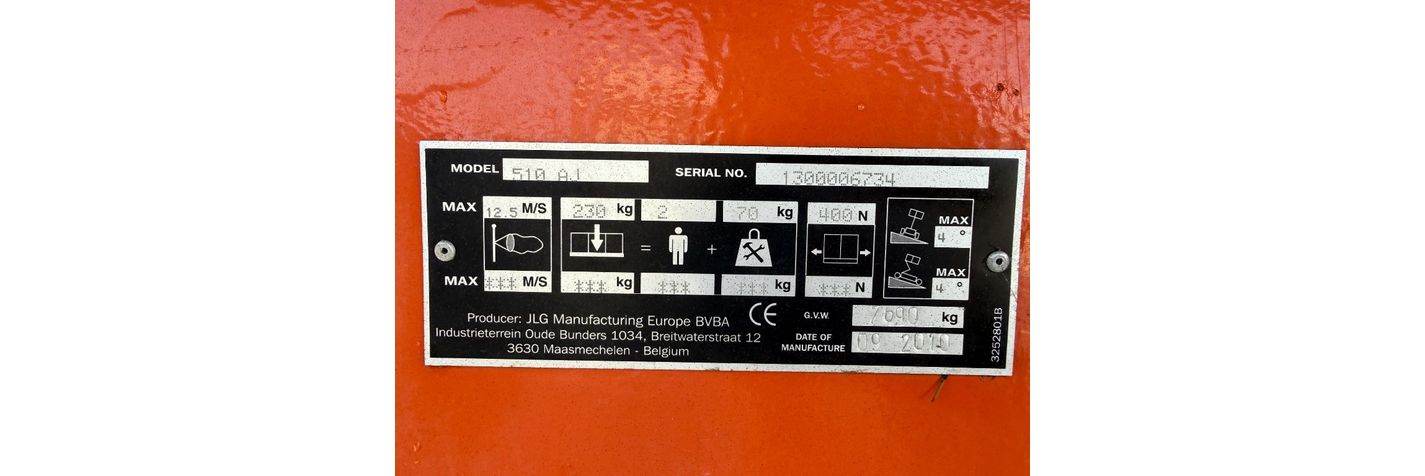 MODEL 510 AJ SERIAL NO. 1300006734
MAX 12.5 M/S 230 kg 2 70 kg 400 N MAX 4°
= +
MAX 4°
MAX *** M/S *** kg *** *** kg *** N
Producer: JLG Manufacturing Europe BVBA CE G.V.W. 7690 kg
Industrieterrein Oude Bunders 1034, Breitwaterstraat 12
3630 Maasmechelen - Belgium
DATE OF
MANUFACTURE 09 2010
3252801B